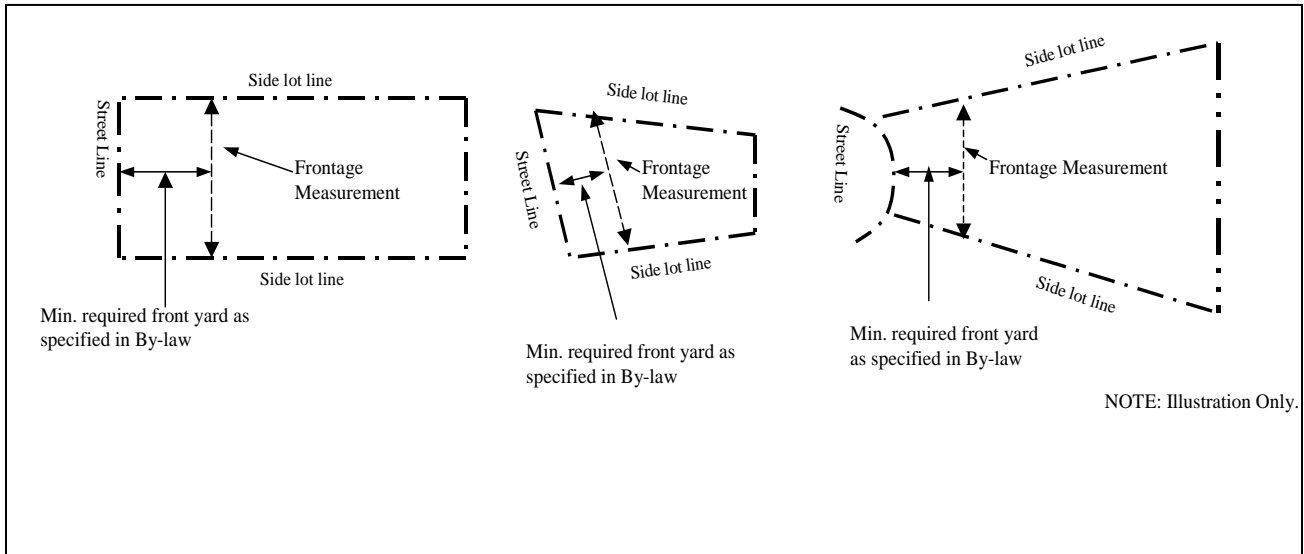 Side lot line
Street Line
Frontage
Measurement
Side lot line
Min. required front yard as
specified in By-law
Side lot line
Street Line
Frontage
Measurement
Side lot line
Min. required front yard as
specified in By-law
Side lot line
Street Line
Frontage Measurement
Side lot line
Min. required front yard
as specified in By-law
NOTE: Illustration Only.